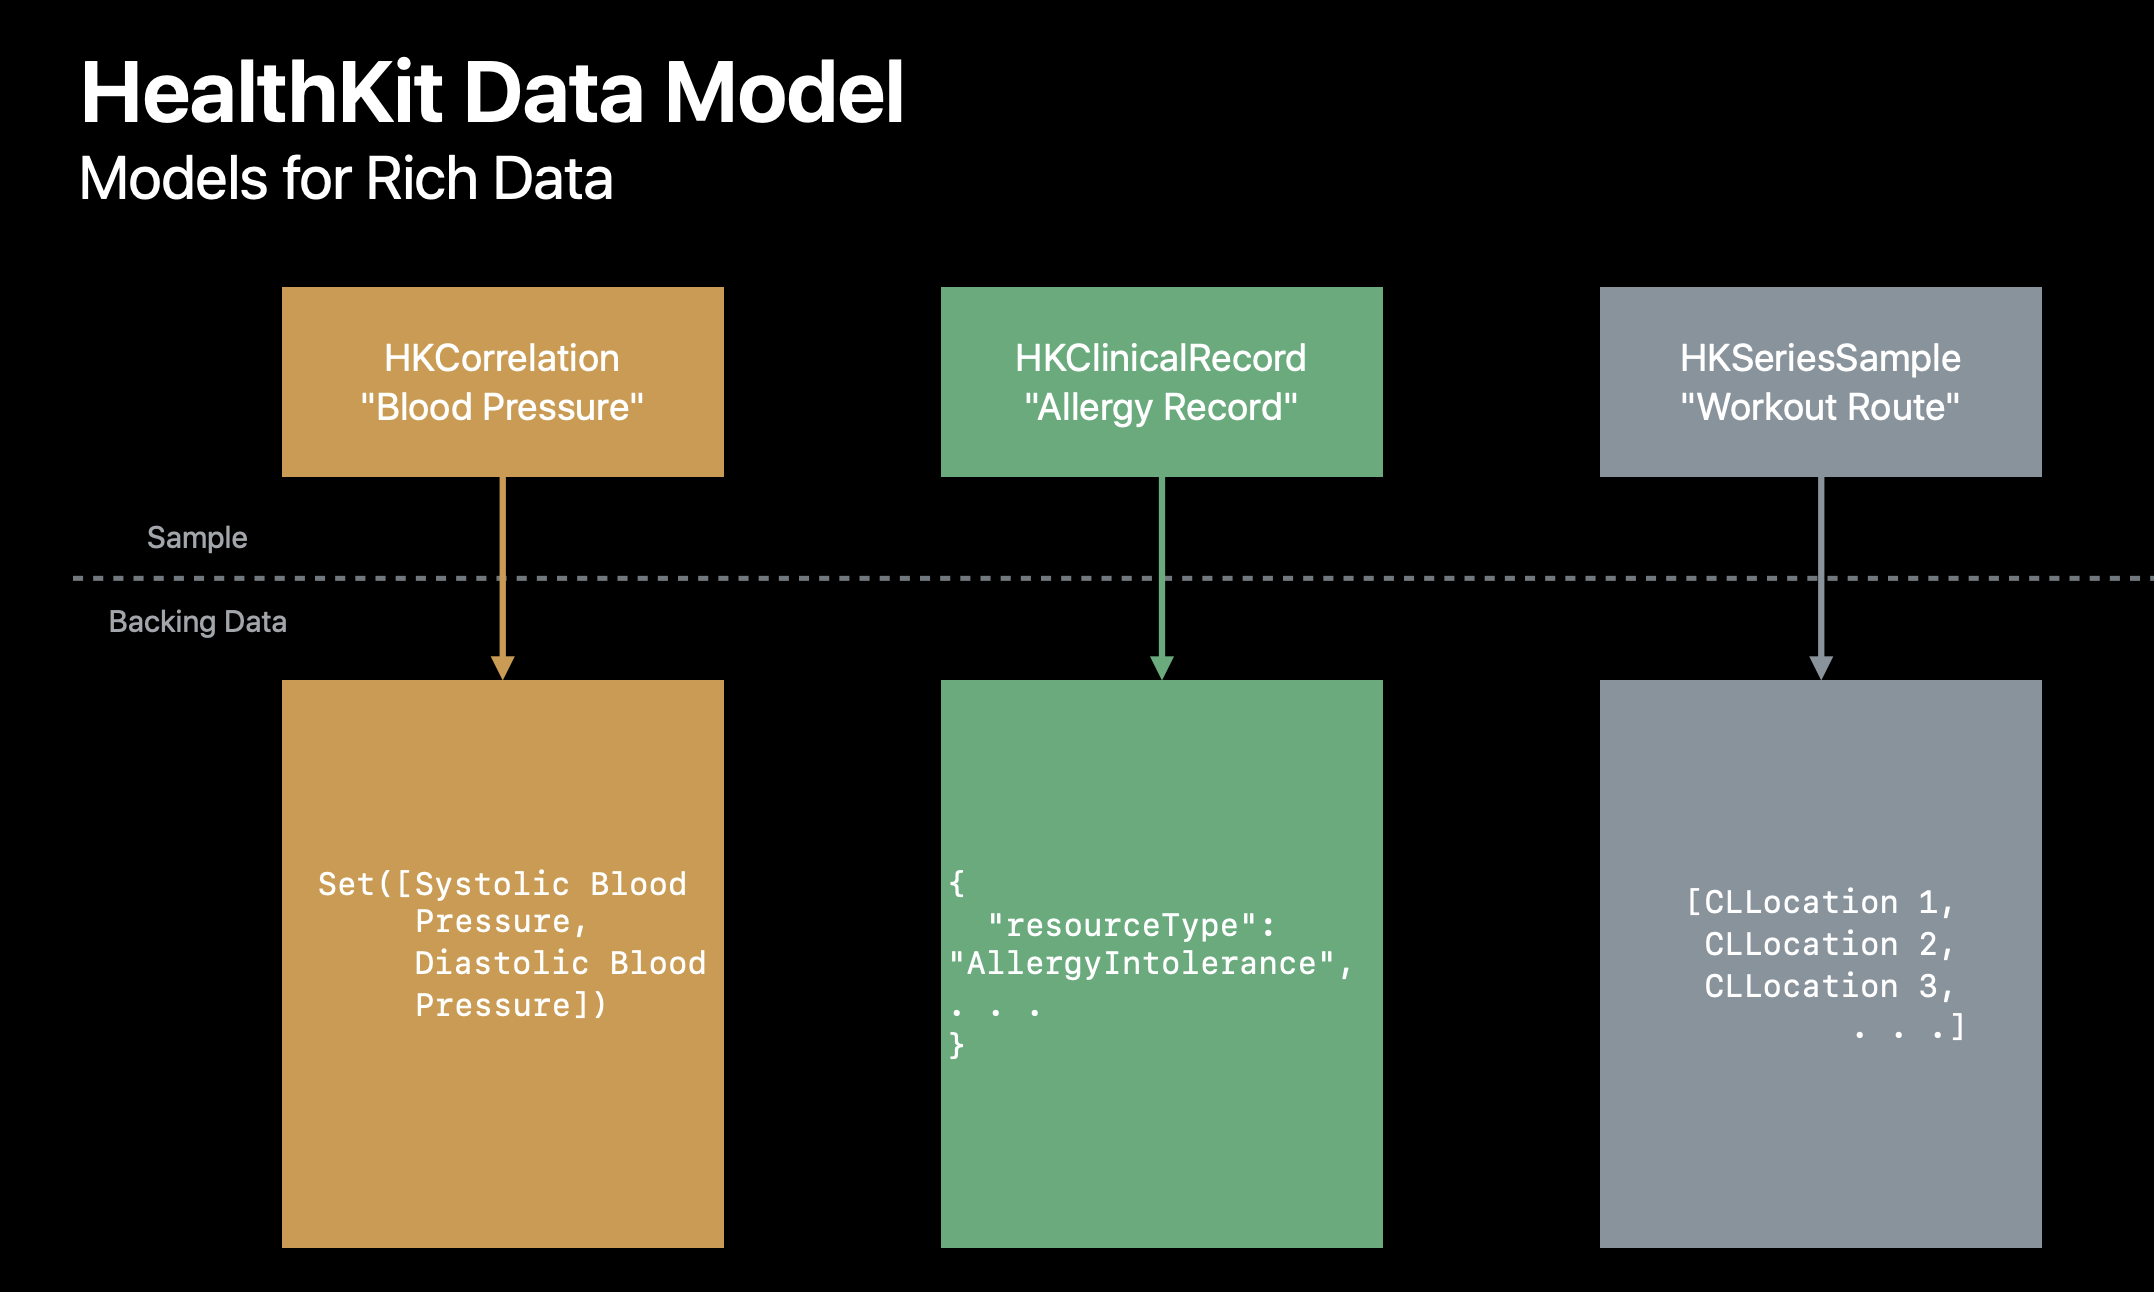 HealthKit Data Model
Models for Rich Data
HKCorrelation
"Blood Pressure"
HKClinicalRecord
"Allergy Record"
HKSeriesSample
"Workout Route"
Sample
Backing Data
Set([Systolic Blood
Pressure,
Diastolic Blood
Pressure])
{
"resourceType":
"AllergyIntolerance",
. . .
}
[CLLocation 1,
CLLocation 2,
CLLocation 3,
. . .]